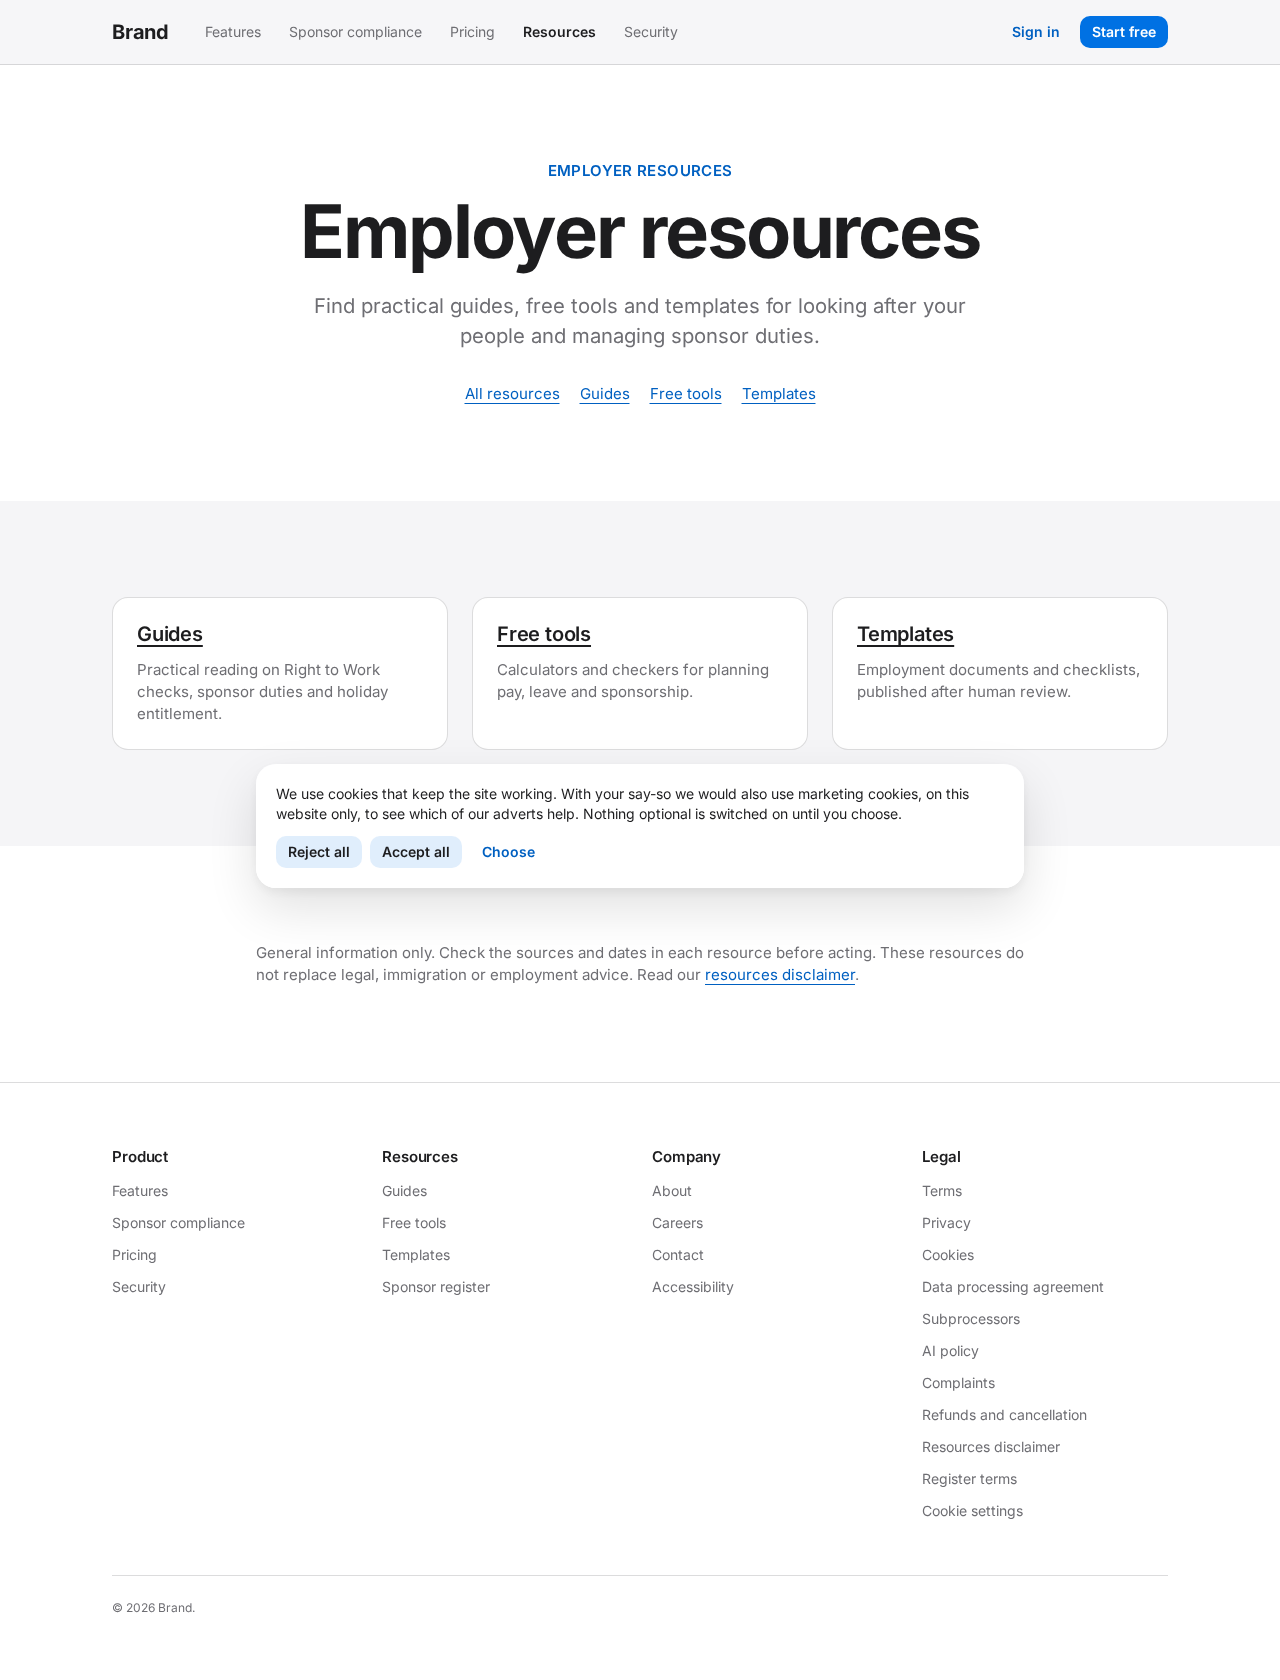 Brand
Features
Sponsor compliance
Pricing
Resources
Security
Sign in
Start free
EMPLOYER RESOURCES
Employer resources
Find practical guides, free tools and templates for looking after your
people and managing sponsor duties.
All resources
Guides
Free tools
Templates
Guides
Practical reading on Right to Work
checks, sponsor duties and holiday
entitlement.
Free tools
Calculators and checkers for planning
pay, leave and sponsorship.
Templates
Employment documents and checklists,
published after human review.
We use cookies that keep the site working. With your say-so we would also use marketing cookies, on this
website only, to see which of our adverts help. Nothing optional is switched on until you choose.
Reject all
Accept all
Choose
General information only. Check the sources and dates in each resource before acting. These resources do
not replace legal, immigration or employment advice. Read our resources disclaimer.
Product
Features
Sponsor compliance
Pricing
Security
Resources
Guides
Free tools
Templates
Sponsor register
Company
About
Careers
Contact
Accessibility
Legal
Terms
Privacy
Cookies
Data processing agreement
Subprocessors
AI policy
Complaints
Refunds and cancellation
Resources disclaimer
Register terms
Cookie settings
© 2026 Brand.